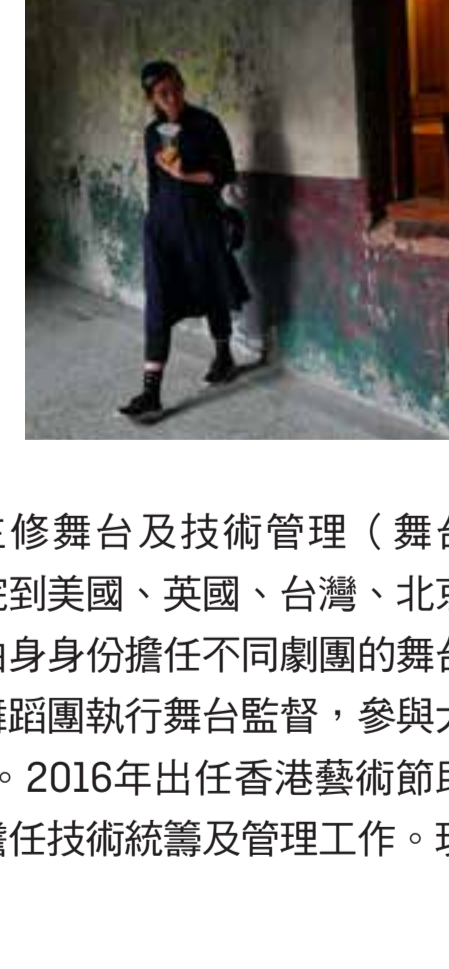 修舞台及技術管理（舞台
到美國、英國、台灣、北京
身身份擔任不同劇團的舞台
蹈團執行舞台監督，參與
。2016年出任香港藝術節
任技術統籌及管理工作。